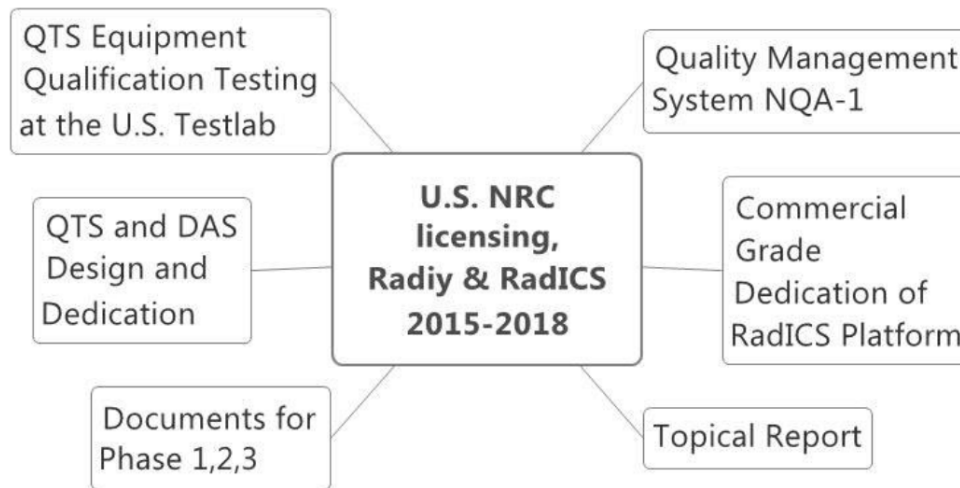 QTS Equipment
Qualification Testing
at the U.S. Testlab
Quality Management
System NQA-1
U.S. NRC
licensing,
Radiy & RadICS
2015-2018
QTS and DAS
Design and
Dedication
Commercial
Grade
Dedication of
RadICS Platform
Documents for
Phase 1,2,3
Topical Report